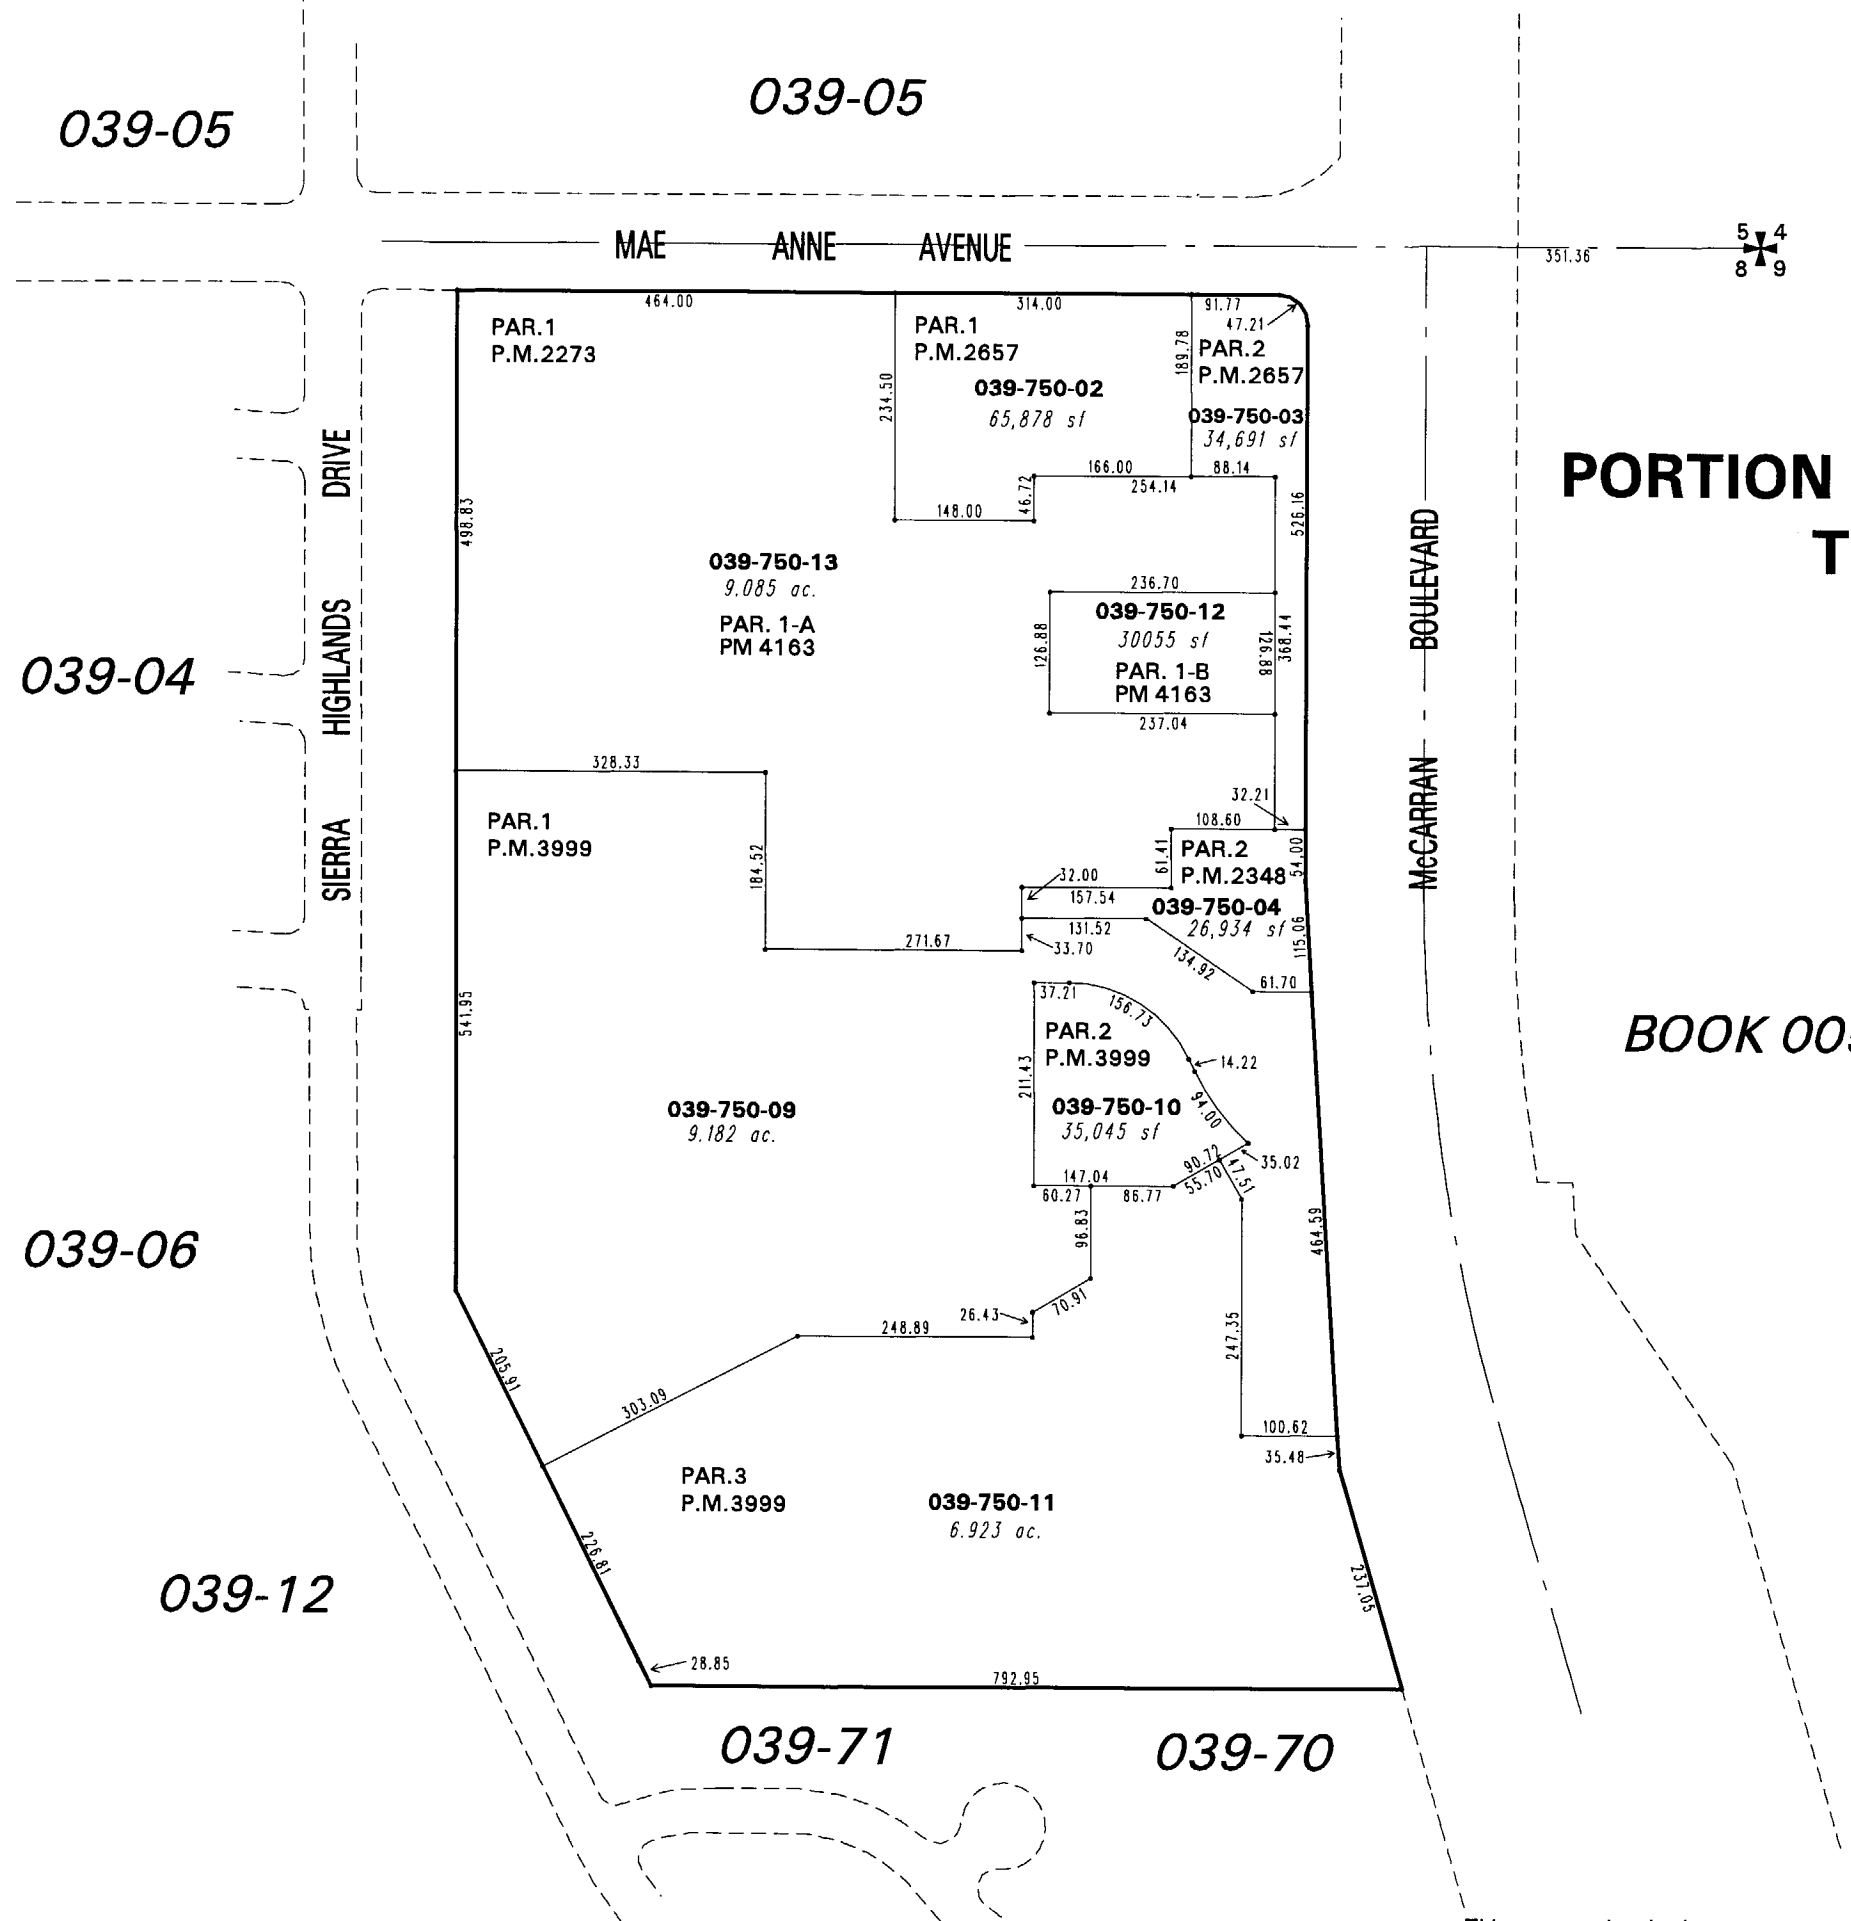 039-05
039-05
MAE ANNE AVENUE
351.36
5 4
8 9
464.00
314.00
91.77
47.21
PAR.1
P.M.2273
PAR.1
P.M.2657
039-750-02
65,878 sf
189.78
PAR.2
P.M.2657
039-750-03
34,691 sf
234.50
166.00
88.14
254.14
46.72
148.00
526.16
498.83
SIERRA HIGHLANDS DRIVE
McCARRAN BOULEVARD
PORTION
T
039-750-13
9.085 ac.
PAR. 1-A
PM 4163
236.70
039-750-12
30055 sf
PAR. 1-B
PM 4163
126.88
126.88
368.44
237.04
039-04
328.33
32.21
108.60
PAR.1
P.M.3999
184.52
61.41
PAR.2
P.M.2348
54.00
32.00
157.54
039-750-04
26,934 sf
131.52
33.70
115.06
271.67
134.92
61.70
541.95
37.21
156.73
PAR.2
P.M.3999
14.22
211.43
94.00
039-750-10
35,045 sf
BOOK 00
039-750-09
9.182 ac.
90.72
35.02
55.70
47.51
147.04
60.27
86.77
96.83
464.59
039-06
70.91
26.43
248.89
247.35
205.91
303.09
100.62
35.48
PAR.3
P.M.3999
039-750-11
6.923 ac.
226.81
237.05
039-12
28.85
792.95
039-71
039-70